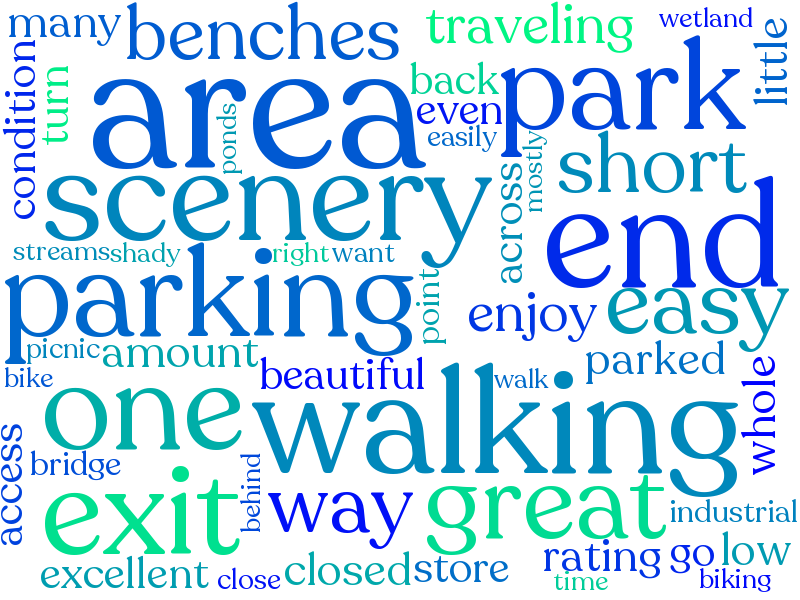 many
benches
traveling
wetland
little
condition
turn
area
ponds
back
even
easily
park
mostly
short
scenery
across
end
streams
shady
right
want
parking
point
enjoy
easy
picnic
amount
bike
beautiful
walk
parked
whole
one
walking
access
bridge
behind
exit
way
great
industrial
excellent
close
closed
store
rating
go
low
time
biking